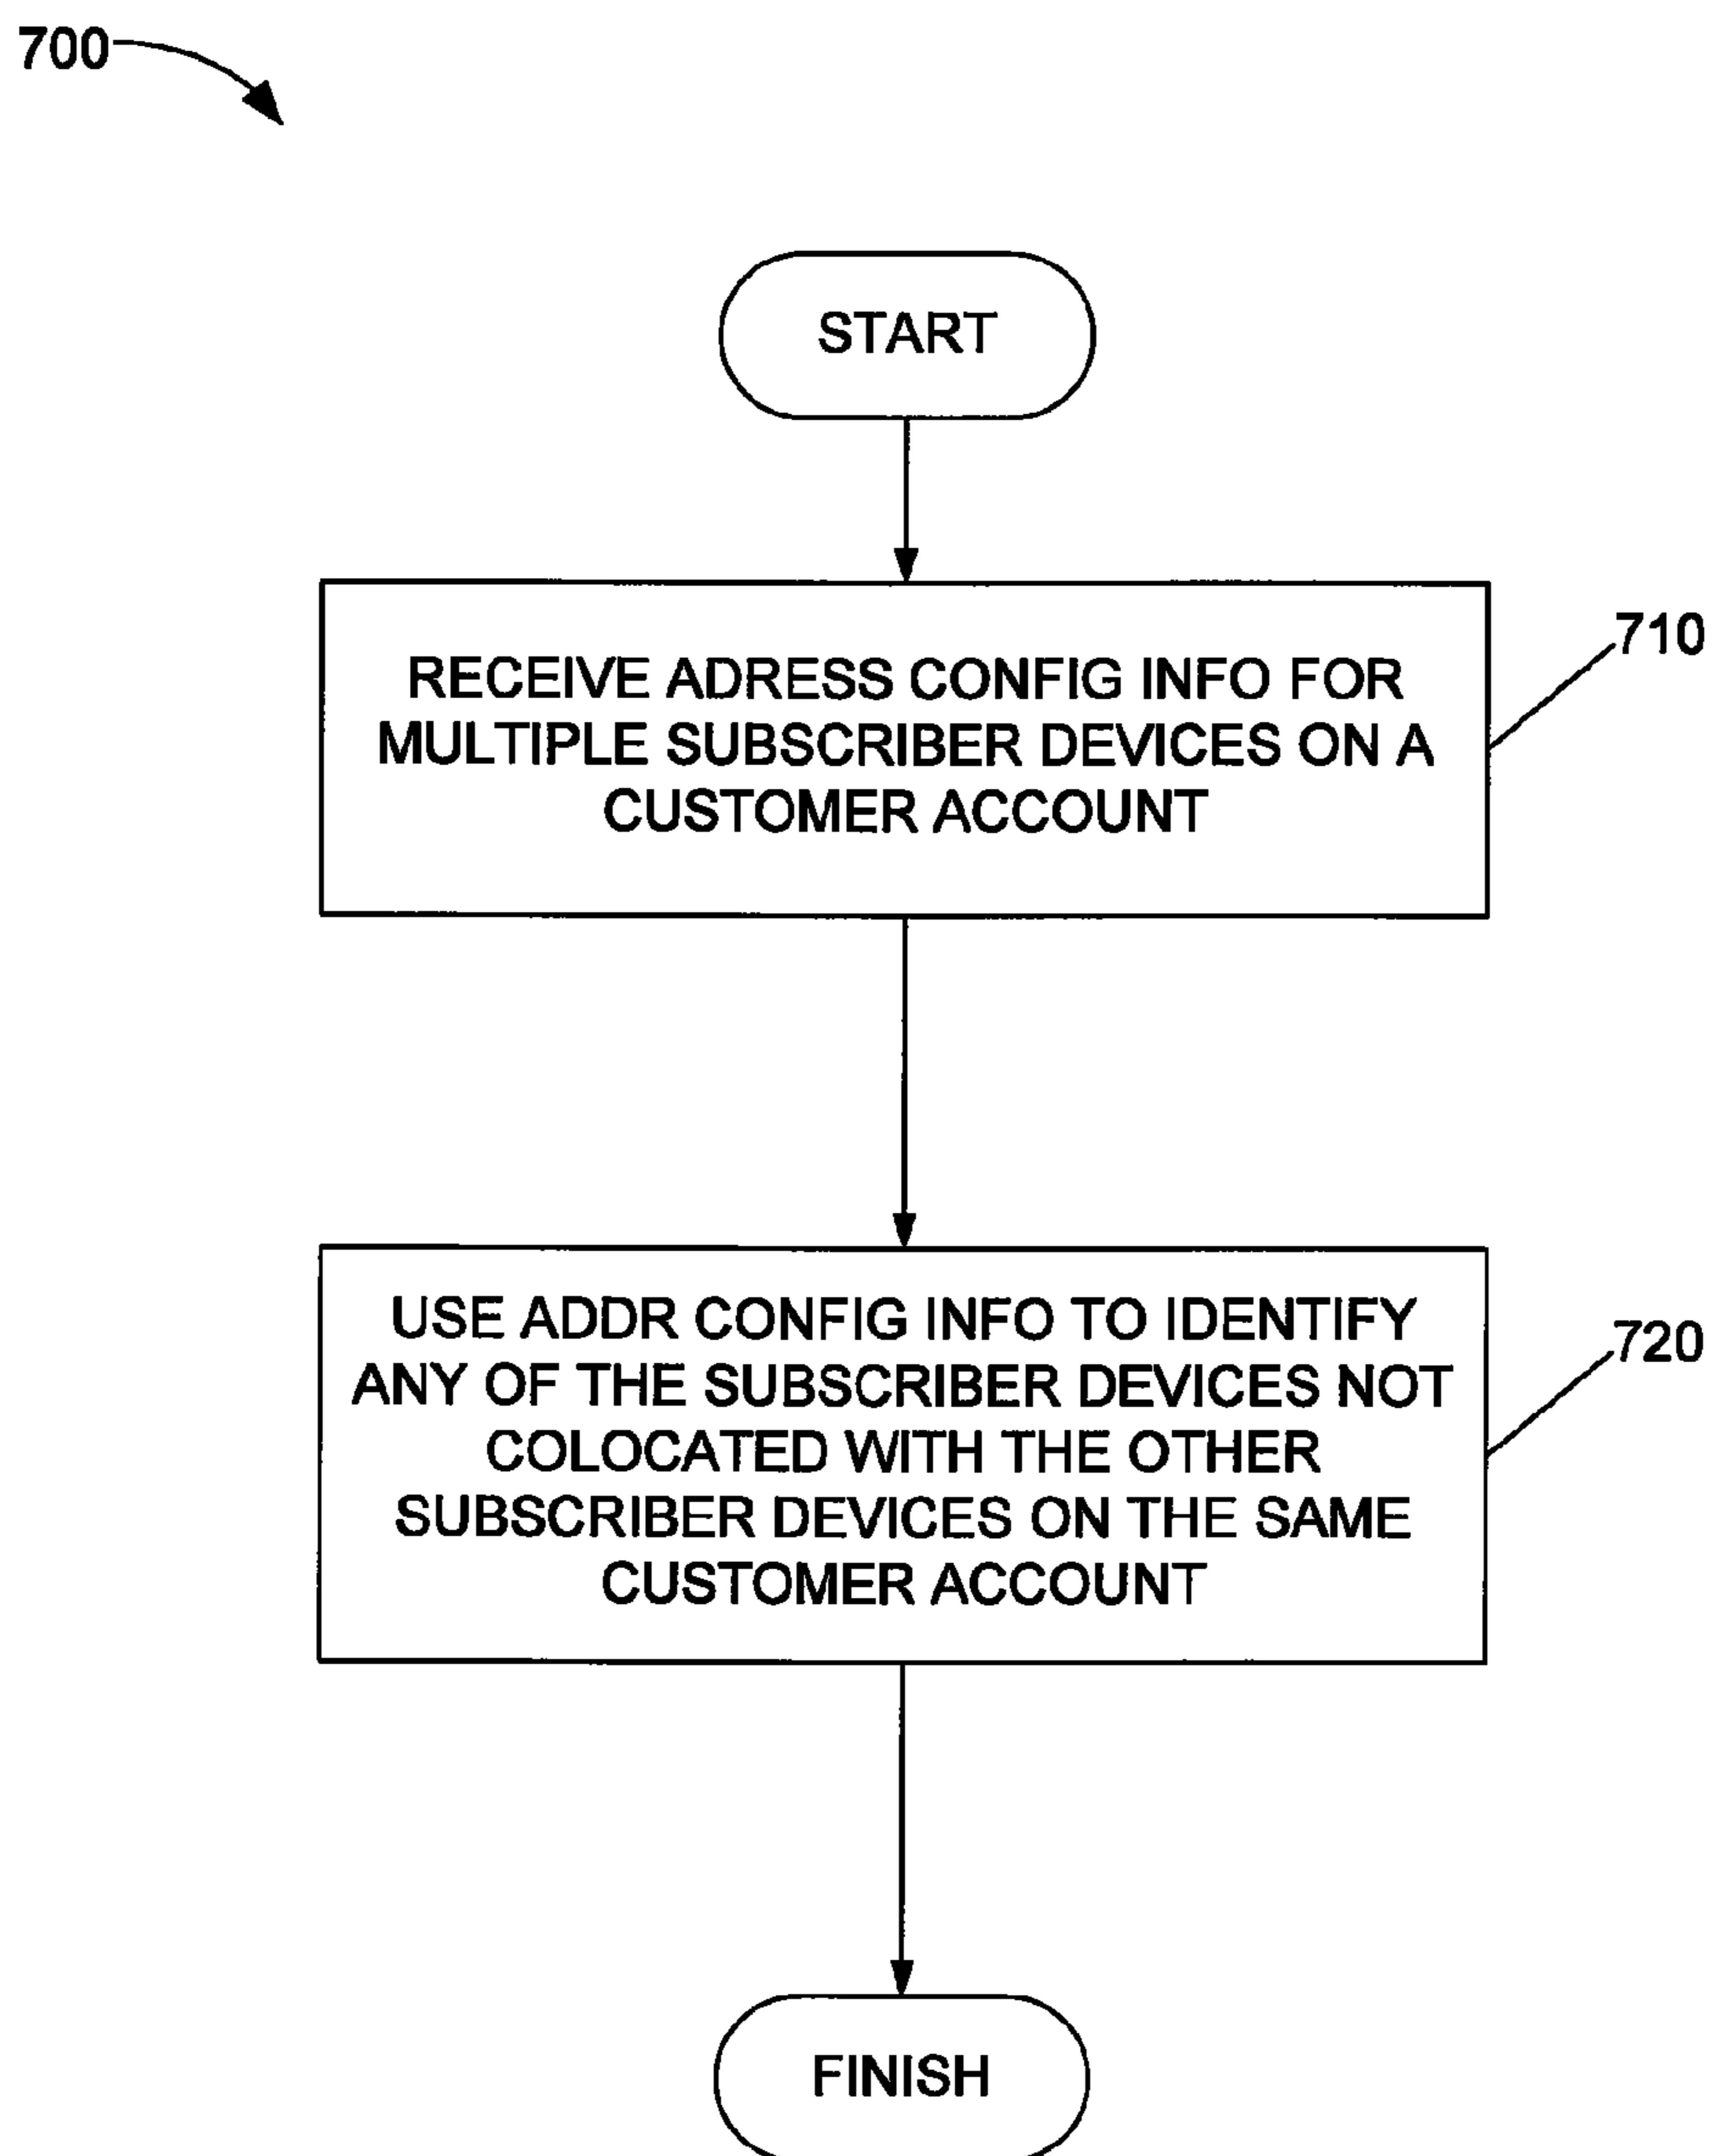 700
START
RECEIVE ADRESS CONFIG INFO FOR
MULTIPLE SUBSCRIBER DEVICES ON A
CUSTOMER ACCOUNT
710
USE ADDR CONFIG INFO TO IDENTIFY
ANY OF THE SUBSCRIBER DEVICES NOT
COLOCATED WITH THE OTHER
SUBSCRIBER DEVICES ON THE SAME
CUSTOMER ACCOUNT
720
FINISH